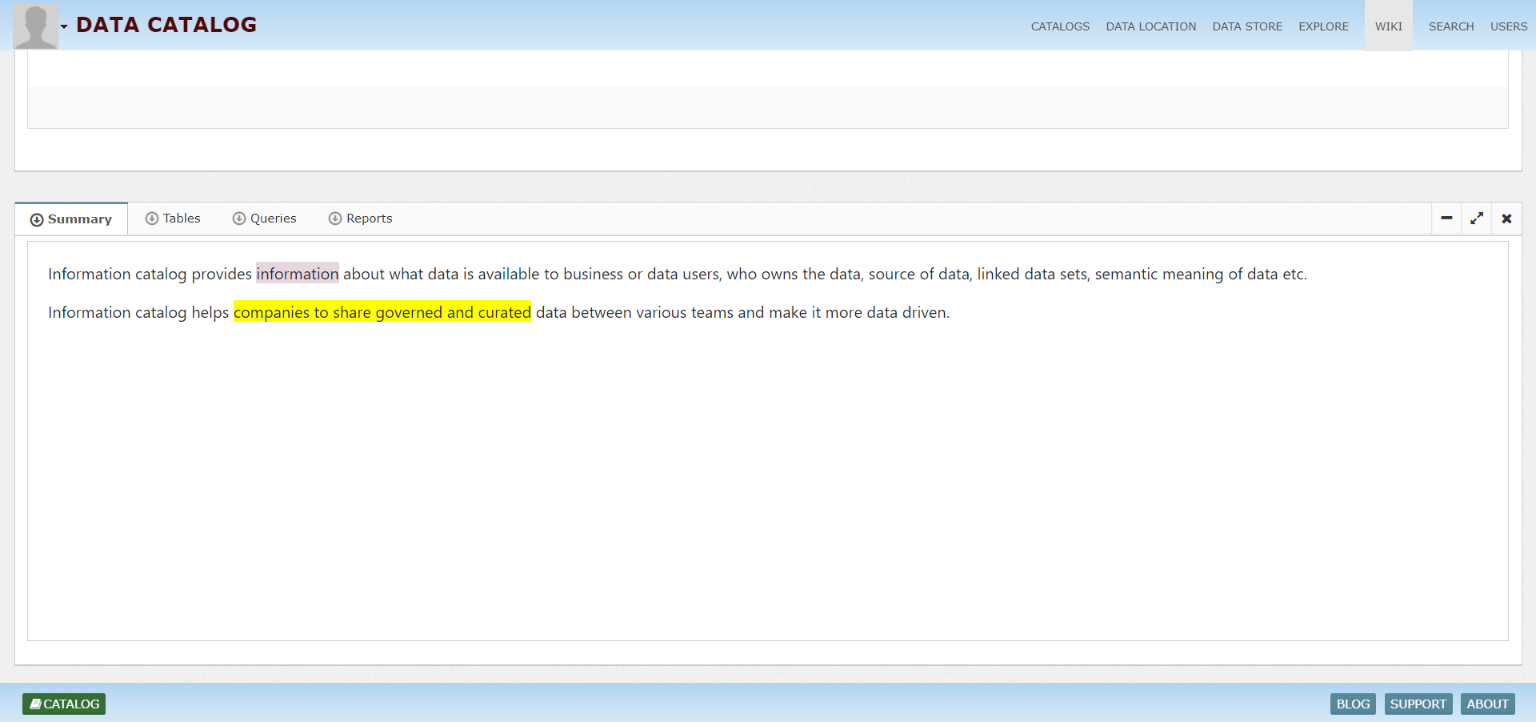 DATA CATALOG
CATALOGS DATA LOCATION DATA STORE EXPLORE WIKI SEARCH USERS
Summary Tables Queries Reports
Information catalog provides information about what data is available to business or data users, who owns the data, source of data, linked data sets, semantic meaning of data etc.
Information catalog helps companies to share governed and curated data between various teams and make it more data driven.
CATALOG
BLOG SUPPORT ABOUT